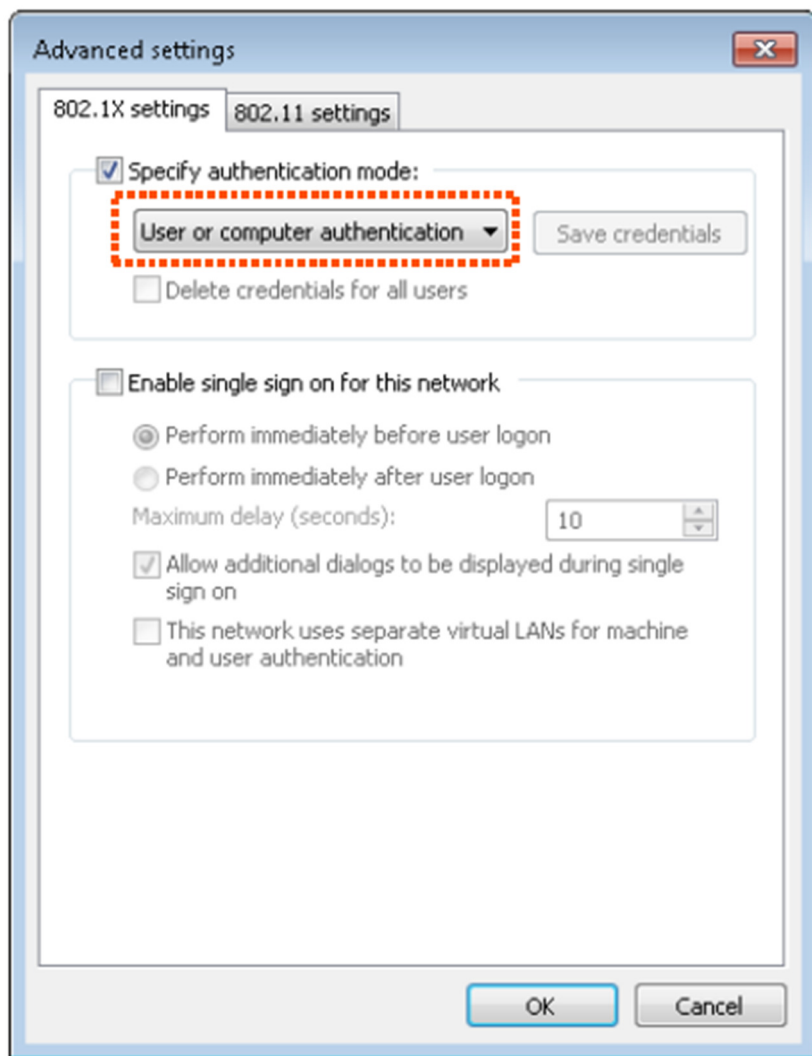 Advanced settings
802.1X settings
802.11 settings
Specify authentication mode:
User or computer authentication
Save credentials
Delete credentials for all users
Enable single sign on for this network
Perform immediately before user logon
Perform immediately after user logon
Maximum delay (seconds):
10
Allow additional dialogs to be displayed during single
sign on
This network uses separate virtual LANs for machine
and user authentication
OK
Cancel